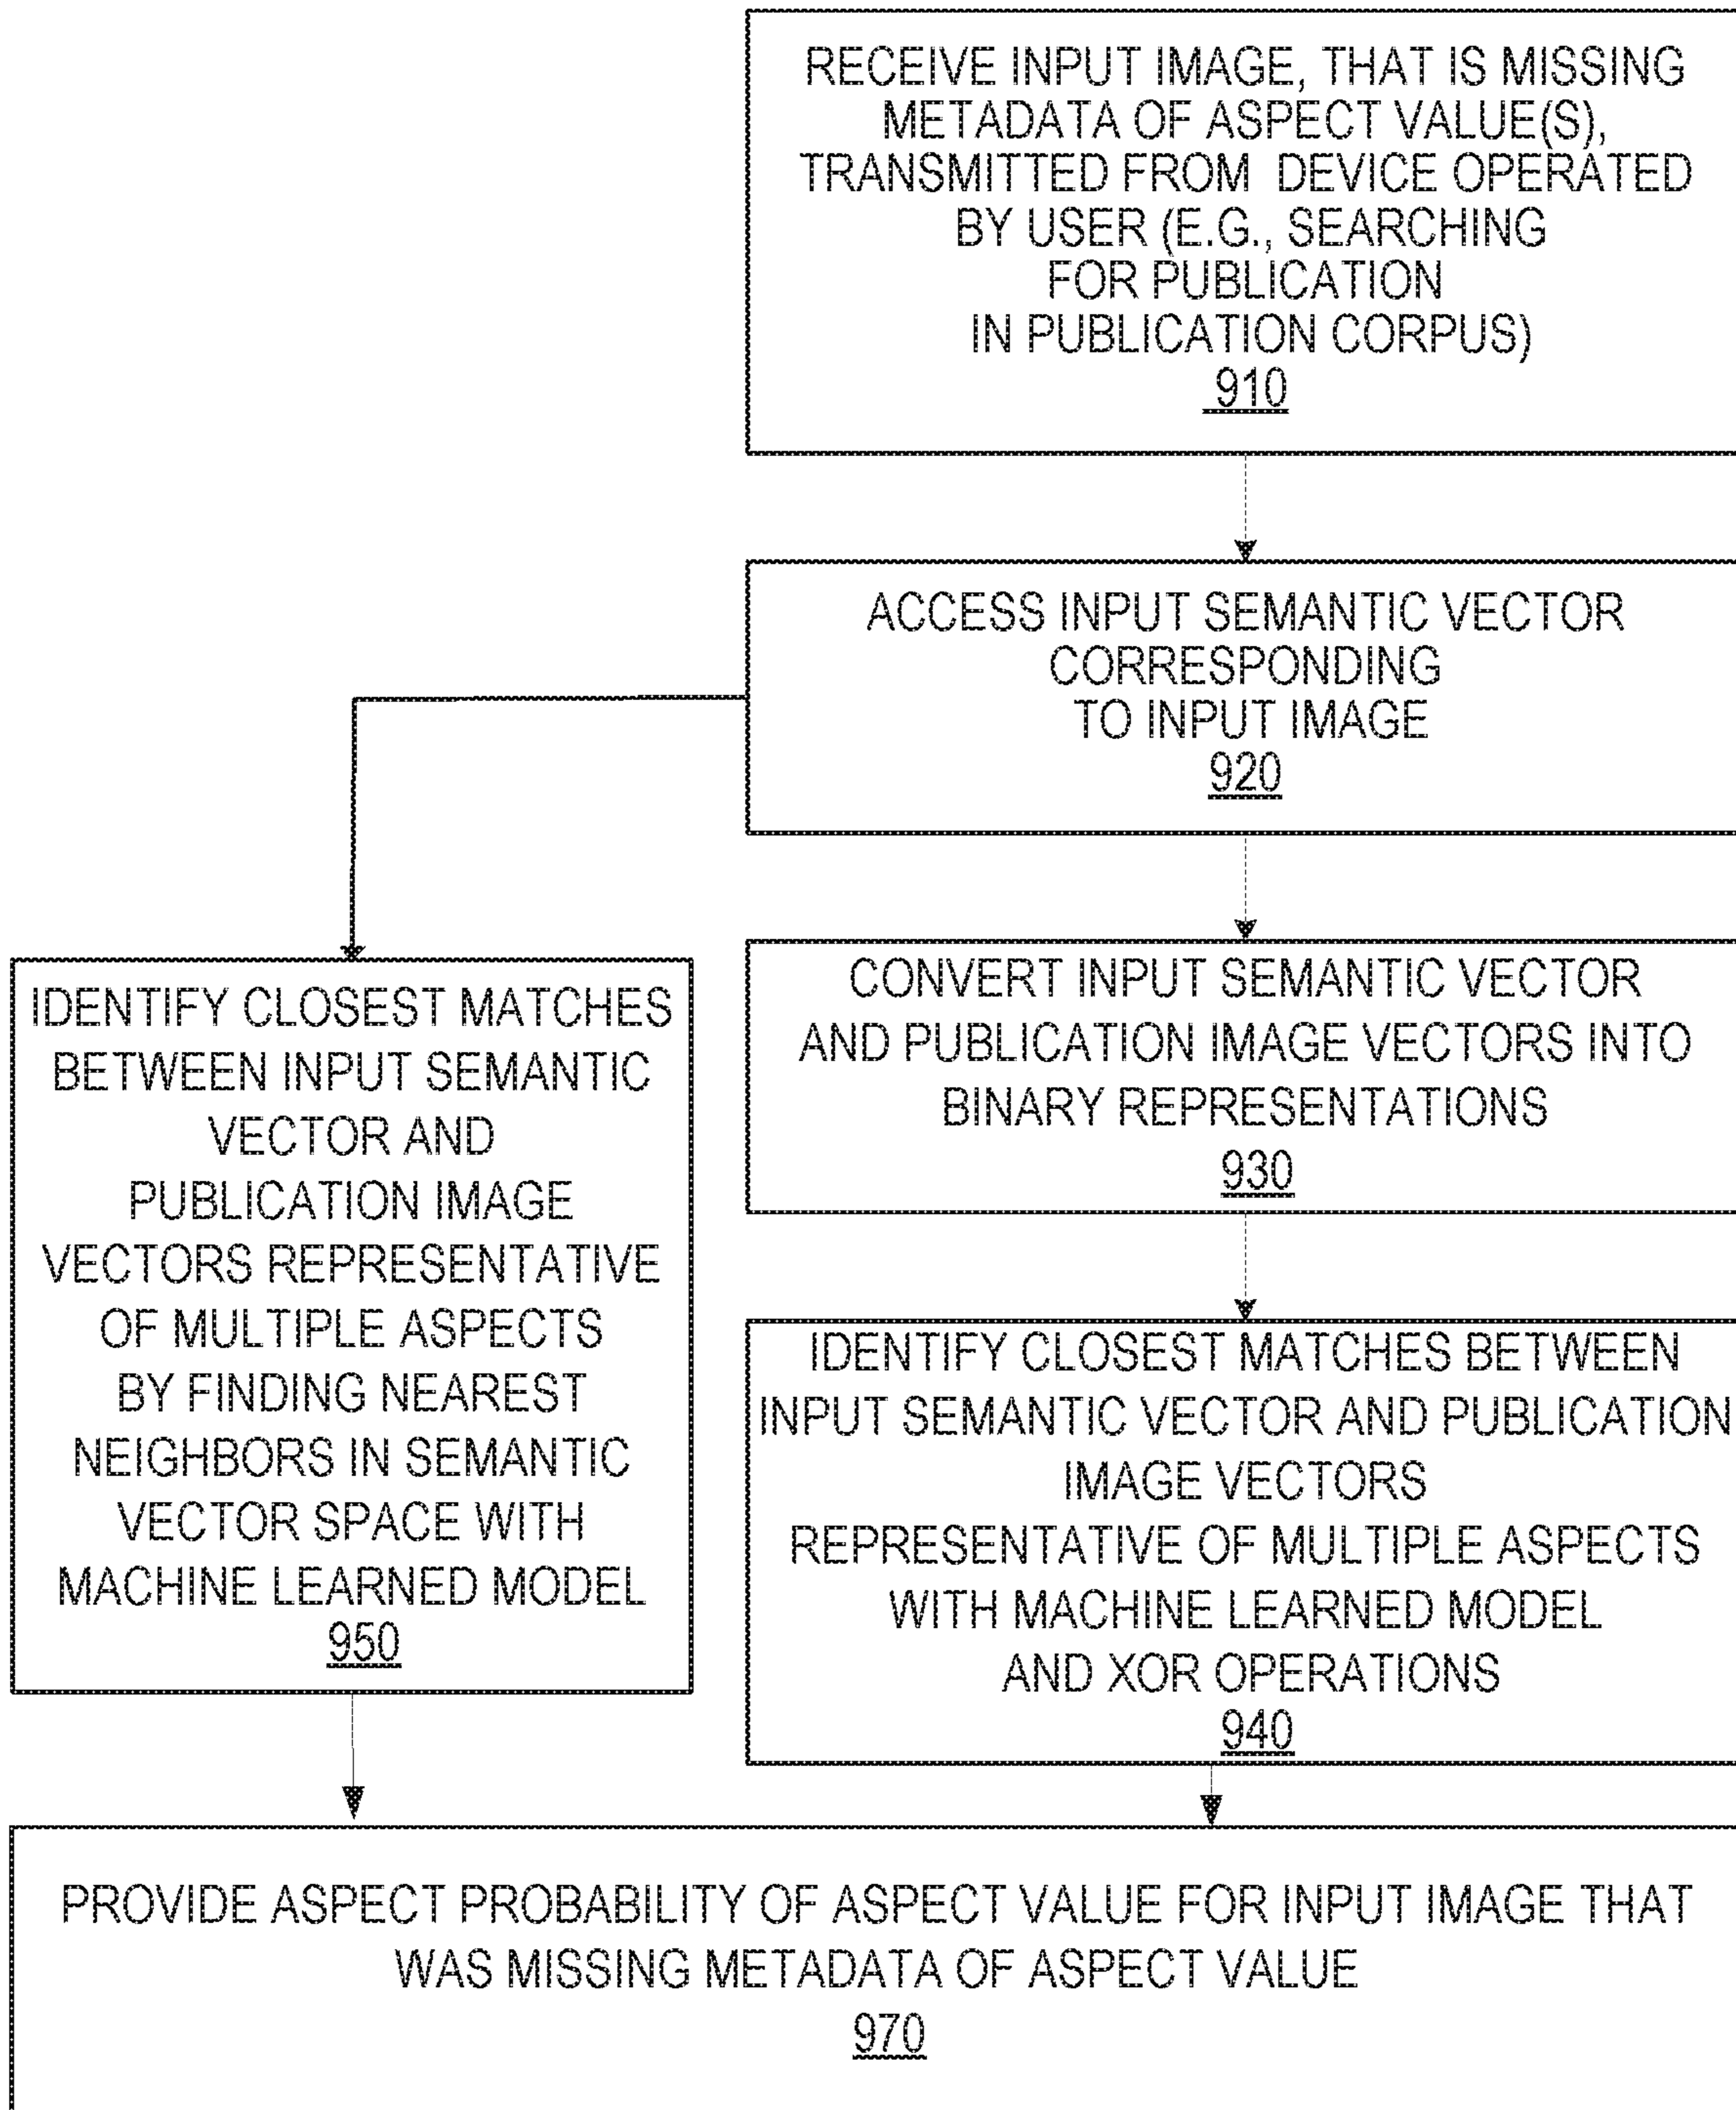 RECEIVE INPUT IMAGE, THAT IS MISSING
METADATA OF ASPECT VALUE(S),
TRANSMITTED FROM DEVICE OPERATED
BY USER (E.G., SEARCHING
FOR PUBLICATION
IN PUBLICATION CORPUS)
910
ACCESS INPUT SEMANTIC VECTOR
CORRESPONDING
TO INPUT IMAGE
920
CONVERT INPUT SEMANTIC VECTOR
AND PUBLICATION IMAGE VECTORS INTO
BINARY REPRESENTATIONS
930
IDENTIFY CLOSEST MATCHES BETWEEN
INPUT SEMANTIC VECTOR AND PUBLICATION
IMAGE VECTORS
REPRESENTATIVE OF MULTIPLE ASPECTS
WITH MACHINE LEARNED MODEL
AND XOR OPERATIONS
940
IDENTIFY CLOSEST MATCHES
BETWEEN INPUT SEMANTIC
VECTOR AND
PUBLICATION IMAGE
VECTORS REPRESENTATIVE
OF MULTIPLE ASPECTS
BY FINDING NEAREST
NEIGHBORS IN SEMANTIC
VECTOR SPACE WITH
MACHINE LEARNED MODEL
950
PROVIDE ASPECT PROBABILITY OF ASPECT VALUE FOR INPUT IMAGE THAT
WAS MISSING METADATA OF ASPECT VALUE
970